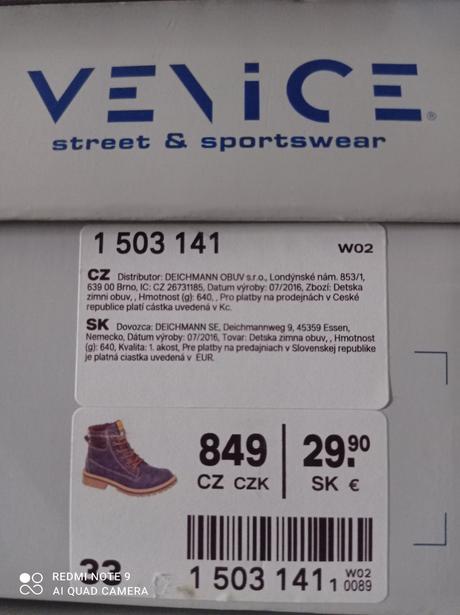 VENICE®
street & sportswear
1 503 141 W02
CZ Distributor: DEICHMANN OBUV s.r.o., Londýnské nám. 853/1,
639 00 Brno, IC: CZ 26731185, Datum výroby: 07/2016, Zbozí: Detska
zimni obuv, , Hmotnost (g): 640, , Pro platby na prodejnách v Ceské
republice platí cástka uvedená v Kc.
SK Dovozca: DEICHMANN SE, Deichmannweg 9, 45359 Essen,
Nemecko, Dátum výroby: 07/2016, Tovar: Detska zimna obuv, , Hmotnost
(g): 640, Kvalita: 1. akost, Pre platby na predajniach v Slovenskej republike
je platná ciastka uvedená v EUR.
849 29.90
CZ CZK SK €
33 1 503 141 1 W02 0089
REDMI NOTE 9
AI QUAD CAMERA